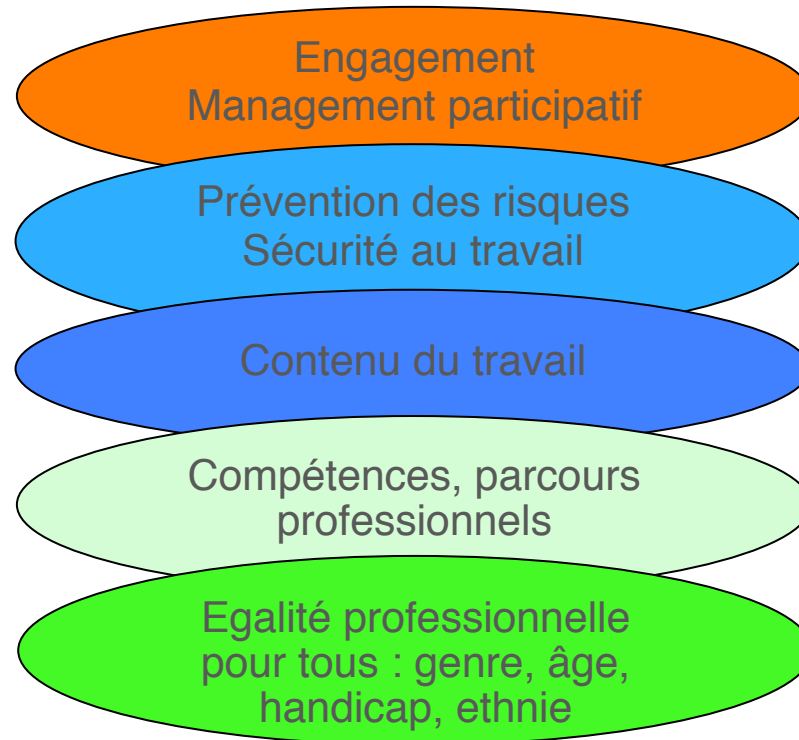 Engagement
Management participatif
Prévention des risques
Sécurité au travail
Contenu du travail
Compétences, parcours
professionnels
Egalité professionnelle
pour tous : genre, âge,
handicap, ethnie